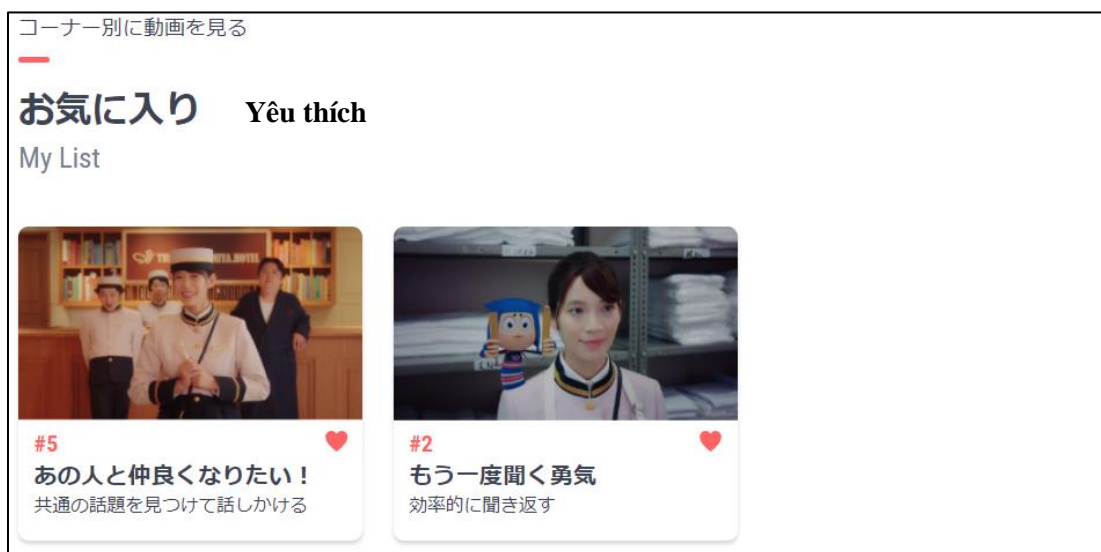 コーナー別に動画を見る
お気に入り Yêu thích
My List
#5
あの人と仲良くなりたい！
共通の話題を見つけて話しかける
#2
もう一度聞く勇気
効率的に聞き返す